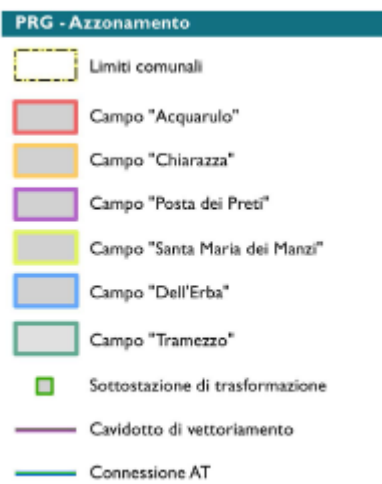 PRG - Azzonamento
Limiti comunali
Campo "Acquarulo"
Campo "Chiarazza"
Campo "Posta dei Preti"
Campo "Santa Maria dei Manzi"
Campo "Dell'Erba"
Campo "Tramezzo"
Sottostazione di trasformazione
Cavidotto di vettoriamento
Connessione AT